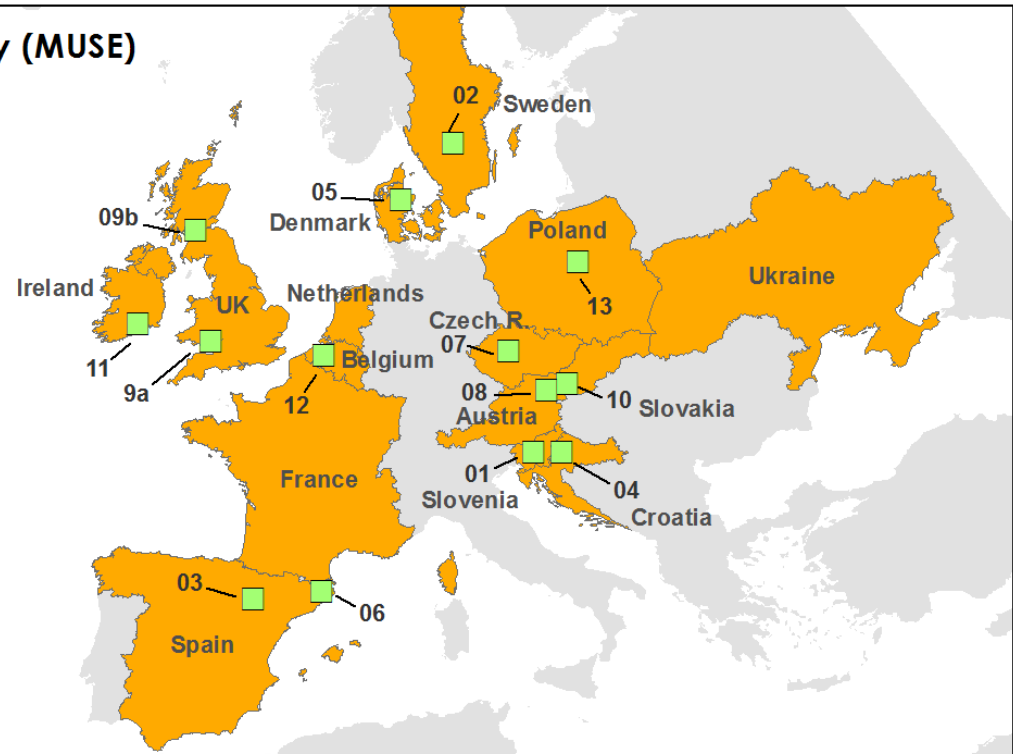 y (MUSE)
02
Sweden
05
Denmark
09b
Poland
Ukraine
Ireland
Netherlands
UK
13
Czech R.
07
Belgium
11
9a
12
08
10
Slovakia
Austria
01
04
Slovenia
Croatia
France
03
06
Spain